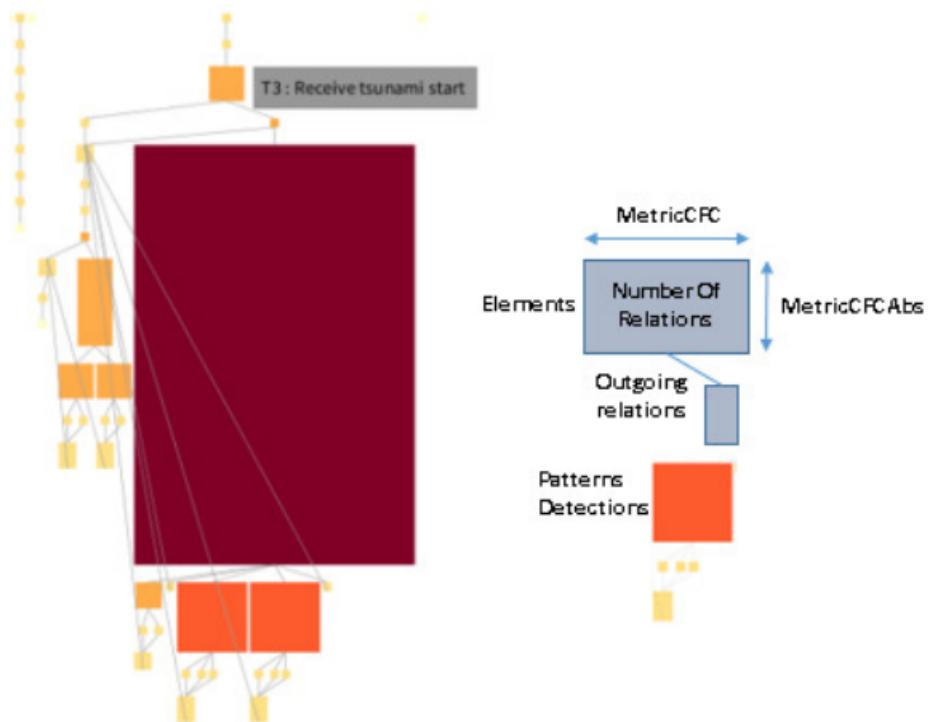 T3 : Receive tsunami start
MetricCFC
Elements
Number Of
Relations
MetricCFCAbs
Outgoing
relations
Patterns
Detections